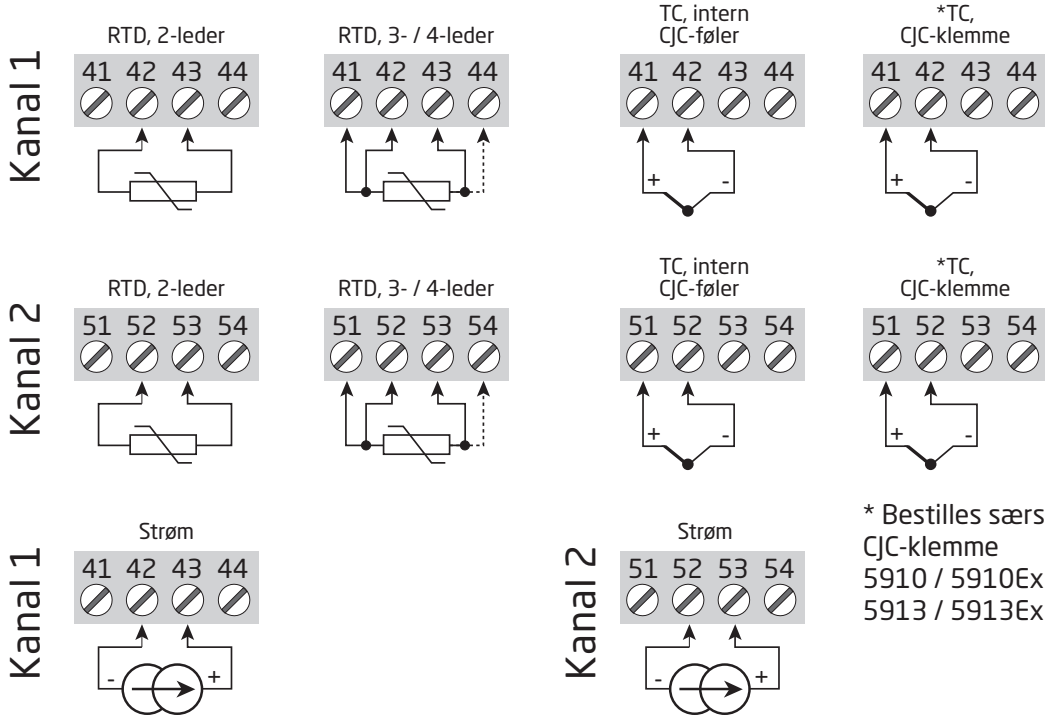 Kanal 1
RTD, 2-leder
41 42 43 44
RTD, 3- / 4-leder
41 42 43 44
TC, intern
CJC-føler
41 42 43 44
+ -
*TC,
CJC-klemme
41 42 43 44
+ -
Kanal 2
RTD, 2-leder
51 52 53 54
RTD, 3- / 4-leder
51 52 53 54
TC, intern
CJC-føler
51 52 53 54
+ -
*TC,
CJC-klemme
51 52 53 54
+ -
Kanal 1
Strøm
41 42 43 44
- +
Kanal 2
Strøm
51 52 53 54
- +
* Bestilles særs
CJC-klemme
5910 / 5910Ex
5913 / 5913Ex